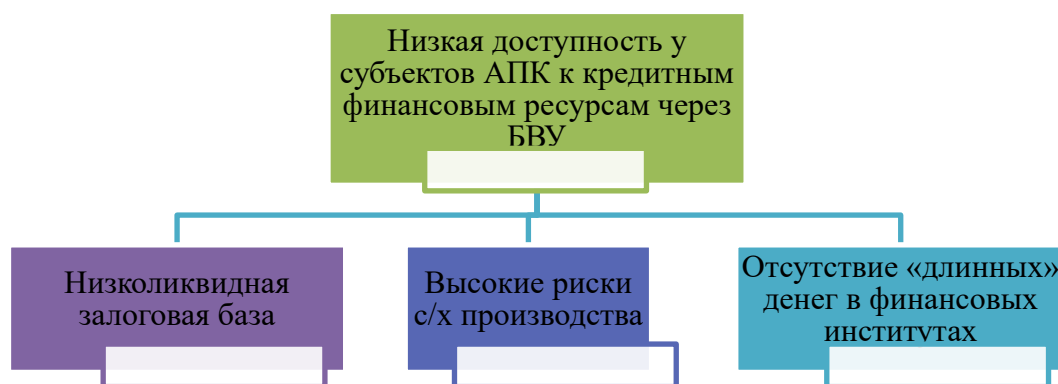 Низкая доступность у
субъектов АПК к кредитным
финансовым ресурсам через
БВУ
Низколиквидная
залоговая база
Высокие риски
с/х производства
Отсутствие «длинных»
денег в финансовых
институтах